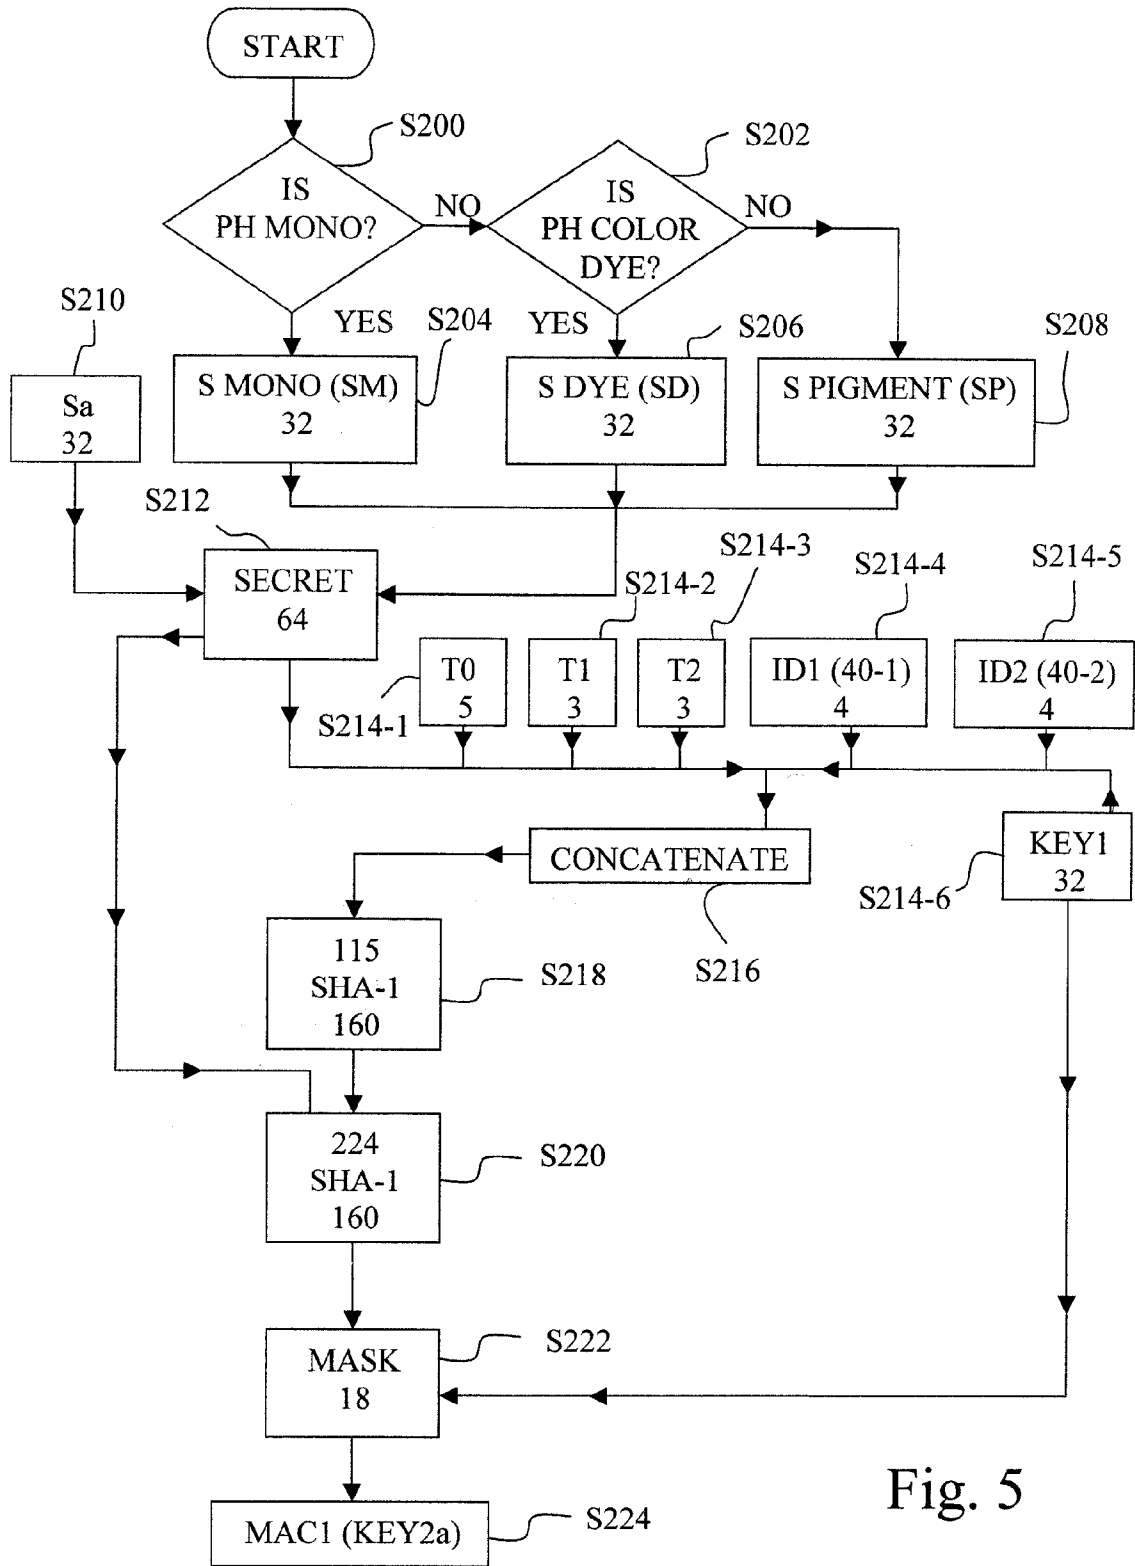 START
S200
S202
IS
PH MONO?
NO
IS
PH COLOR
DYE?
NO
S210
YES
S204
YES
S206
S208
Sa
32
S MONO (SM)
32
S DYE (SD)
32
S PIGMENT (SP)
32
S212
SECRET
64
S214-1
T0
5
S214-2
T1
3
S214-3
T2
3
S214-4
ID1 (40-1)
4
S214-5
ID2 (40-2)
4
CONCATENATE
S216
KEY1
32
S214-6
115
SHA-1
160
S218
224
SHA-1
160
S220
MASK
18
S222
MAC1 (KEY2a)
S224
Fig. 5